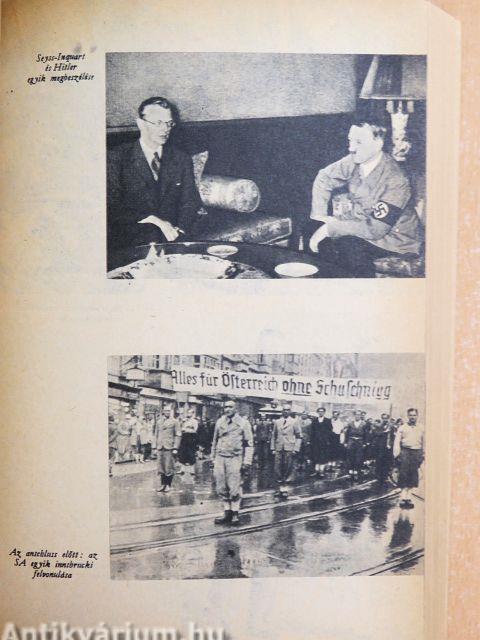 Seyss-Inquart
és Hitler
egyik megbeszélése
Alles für Österreich ohne Schuschnigg
Az anschluss előtt: az
SA egyik innsbrucki
felvonulása
Antikvárium.hu